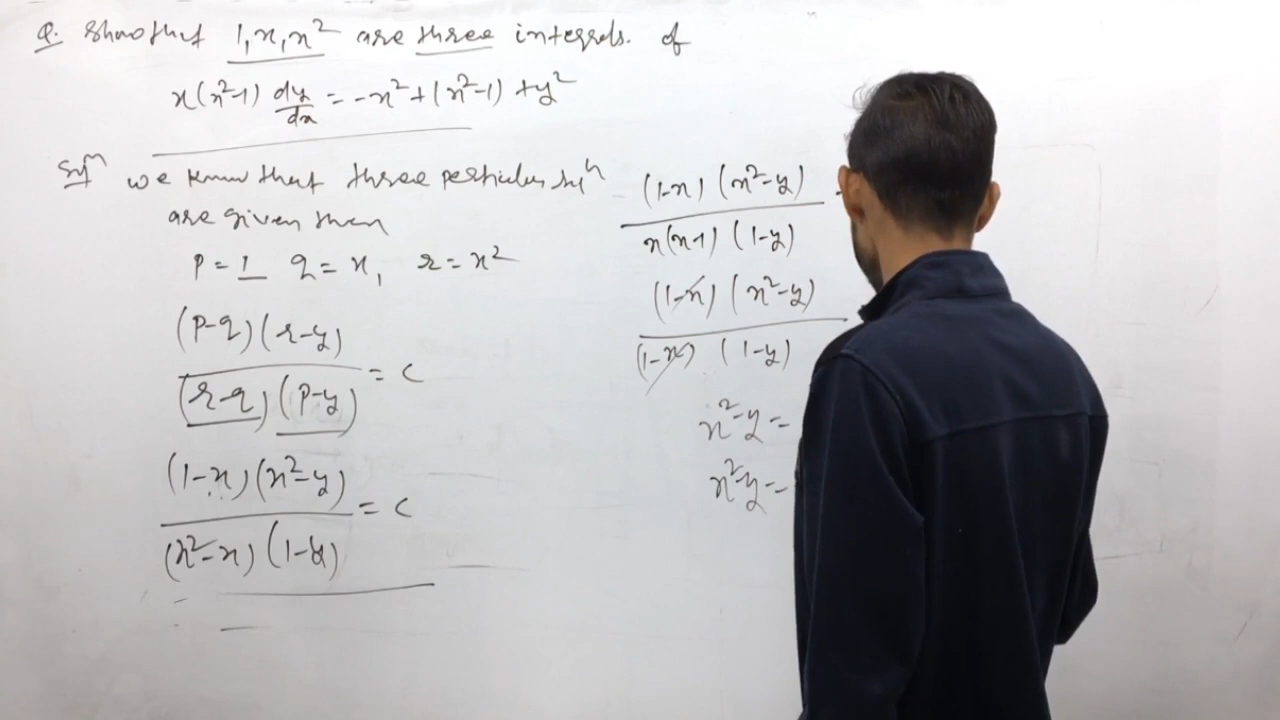 Q. Show that 1, x, x² are three integrals. of
x(x²-1) dy/dx = -x² + (x²-1) + y²
Solⁿ we know that three perticular solⁿ
are given then
P = 1 q = x, r = x²
(P-q)(r-y)
/ (r-q)(P-y) = c
(1-x)(x²-y)
/ (x²-x)(1-y) = c
(1-x)(x²-y)
/ x(x-1)(1-y)
(1-x)(x²-y)
/ (1-x)(1-y)
x²-y =
x²-y =